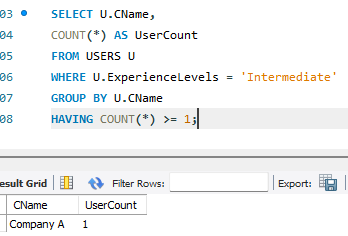 03 SELECT U.CName,
04 COUNT(*) AS UserCount
05 FROM USERS U
06 WHERE U.ExperienceLevels = 'Intermediate'
07 GROUP BY U.CName
08 HAVING COUNT(*) >= 1;
esult Grid Filter Rows: Export:
CName UserCount
Company A 1